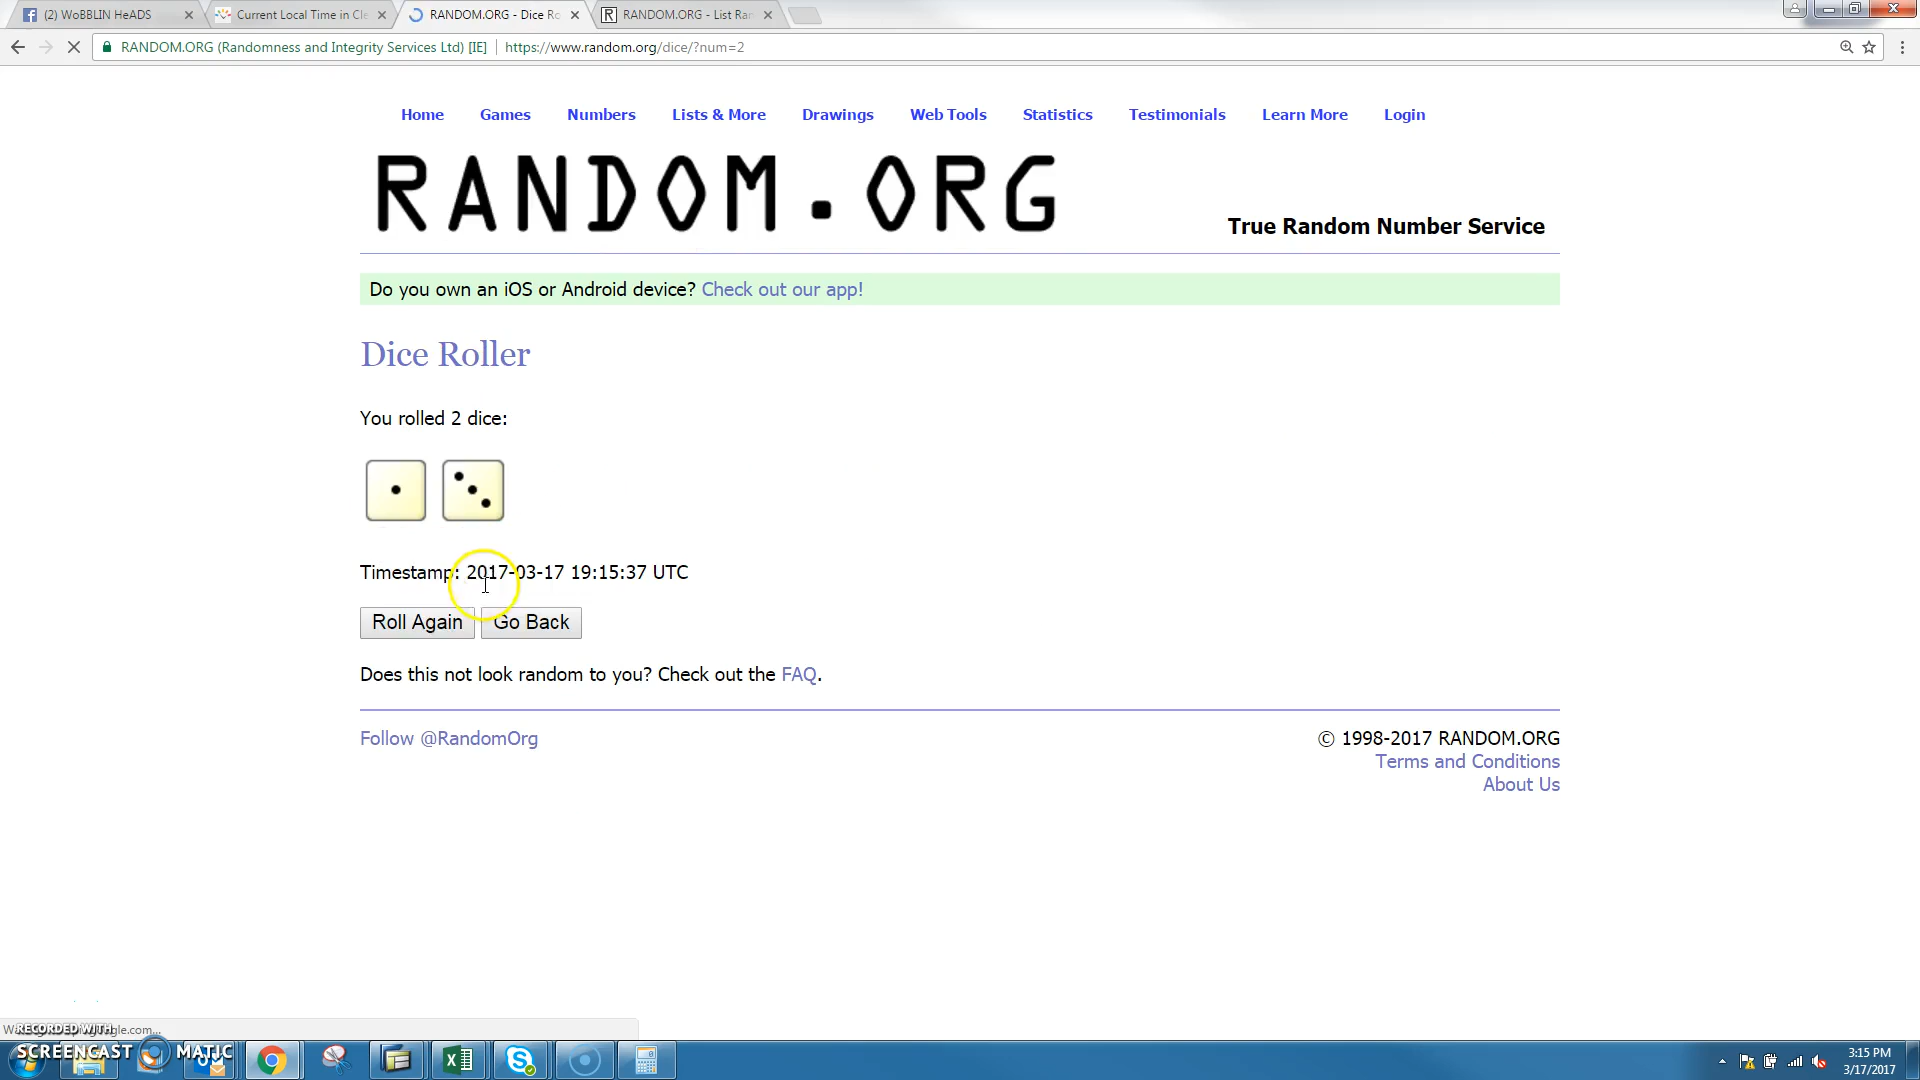 (2) WoBBLIN HeADS
Current Local Time in Cle
RANDOM.ORG - Dice Ro
RANDOM.ORG - List Ran
RANDOM.ORG (Randomness and Integrity Services Ltd) [IE]
https://www.random.org/dice/?num=2
Home Games Numbers Lists & More Drawings Web Tools Statistics Testimonials Learn More Login
RANDOM.ORG
True Random Number Service
Do you own an iOS or Android device? Check out our app!
Dice Roller
You rolled 2 dice:
Timestamp: 2017-03-17 19:15:37 UTC
Roll Again Go Back
Does this not look random to you? Check out the FAQ.
Follow @RandomOrg
© 1998-2017 RANDOM.ORG
Terms and Conditions
About Us
RECORDED WITH
SCREENCAST MATIC
3:15 PM
3/17/2017